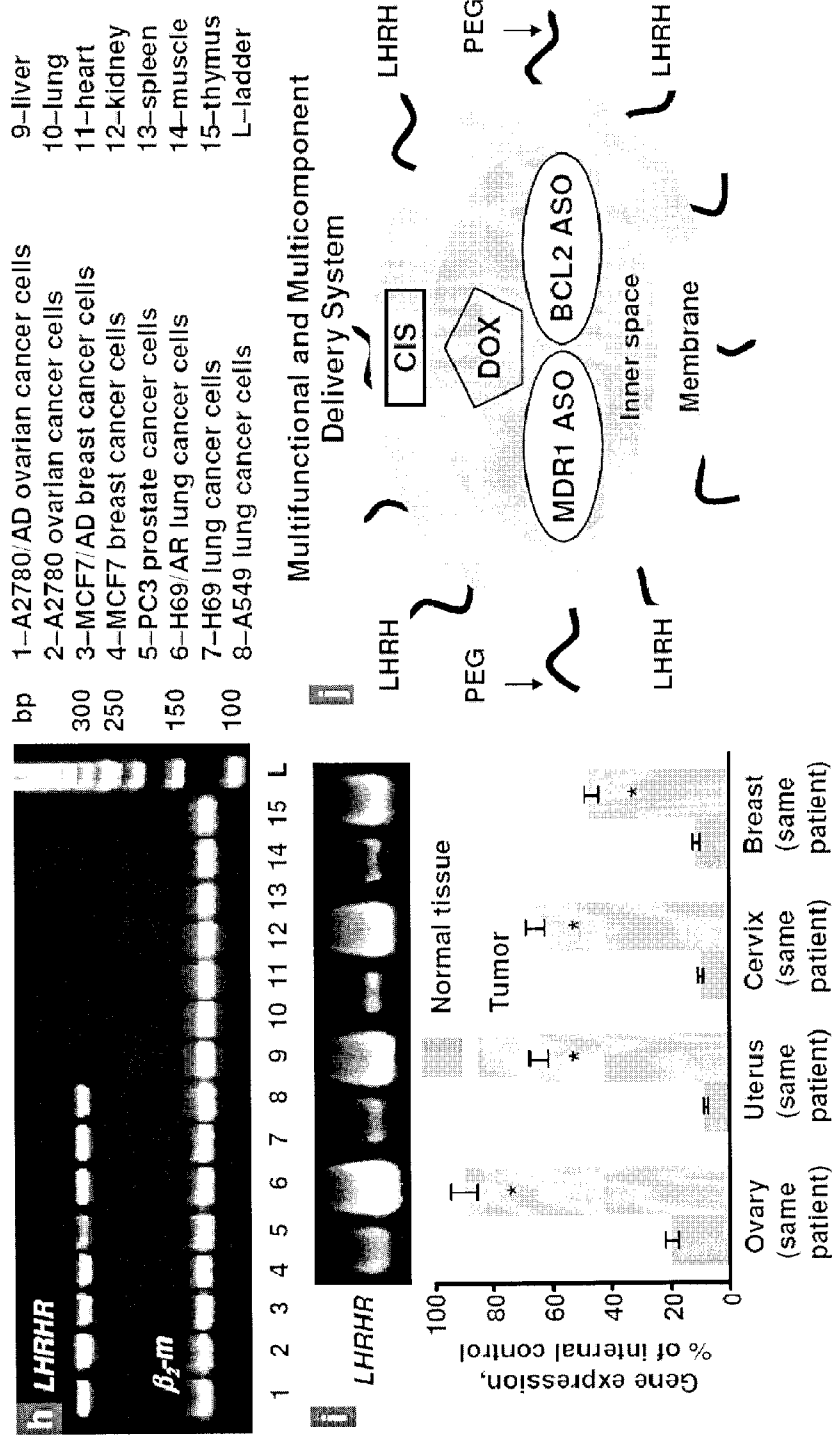 h
LHRHR
β₂-m
1 2 3 4 5 6 7 8 9 10 11 12 13 14 15 L
bp
300
250
150
100
1–A2780/AD ovarian cancer cells
2–A2780 ovarian cancer cells
3–MCF7/AD breast cancer cells
4–MCF7 breast cancer cells
5–PC3 prostate cancer cells
6–H69/AR lung cancer cells
7–H69 lung cancer cells
8–A549 lung cancer cells
9–liver
10–lung
11–heart
12–kidney
13–spleen
14–muscle
15–thymus
L–ladder
i
LHRHR
Gene expression,
% of internal control
100
80
60
40
20
0
Normal tissue
Tumor
* * * *
Ovary
(same
patient)
Uterus
(same
patient)
Cervix
(same
patient)
Breast
(same
patient)
j
Multifunctional and Multicomponent
Delivery System
LHRH
LHRH
PEG
PEG
CIS
DOX
MDR1 ASO
BCL2 ASO
Inner space
Membrane
LHRH
LHRH